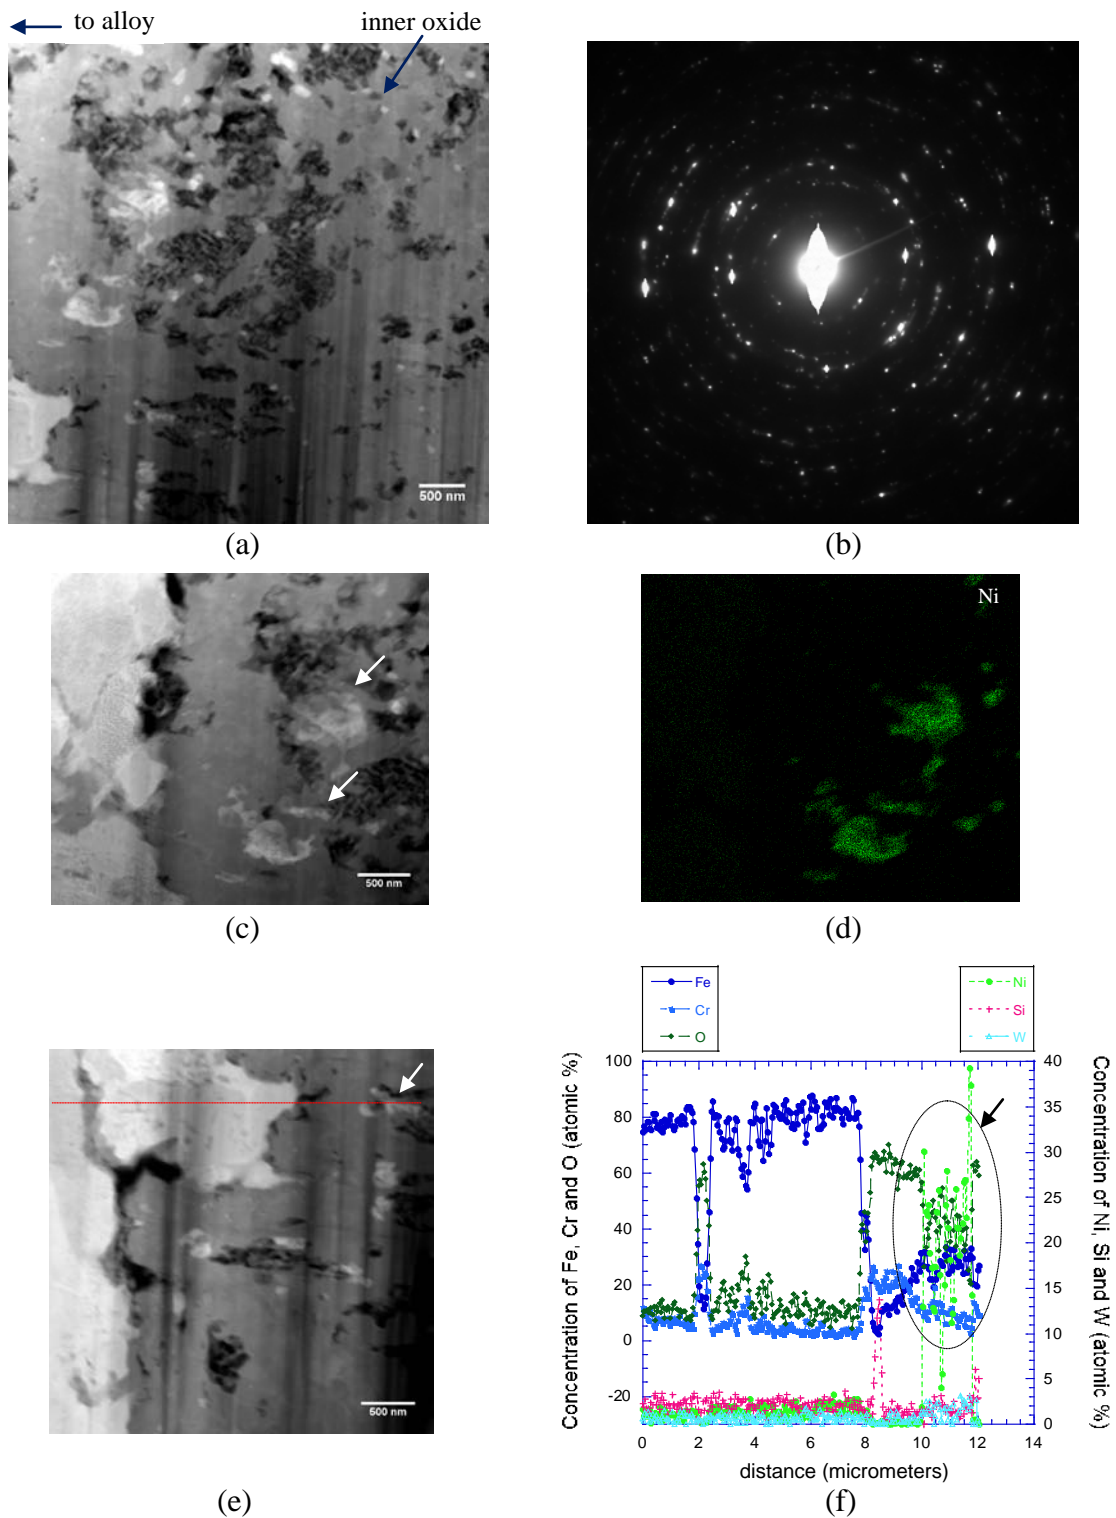 to alloy
inner oxide
500 nm
(a)
(b)
Ni
500 nm
(c)
(d)
Fe
Cr
O
Ni
Si
W
Concentration of Fe, Cr and O (atomic %)
100
80
60
40
20
0
-20
40
35
30
25
20
15
10
5
0
Concentration of Ni, Si and W (atomic %)
0 2 4 6 8 10 12 14
distance (micrometers)
500 nm
(e)
(f)